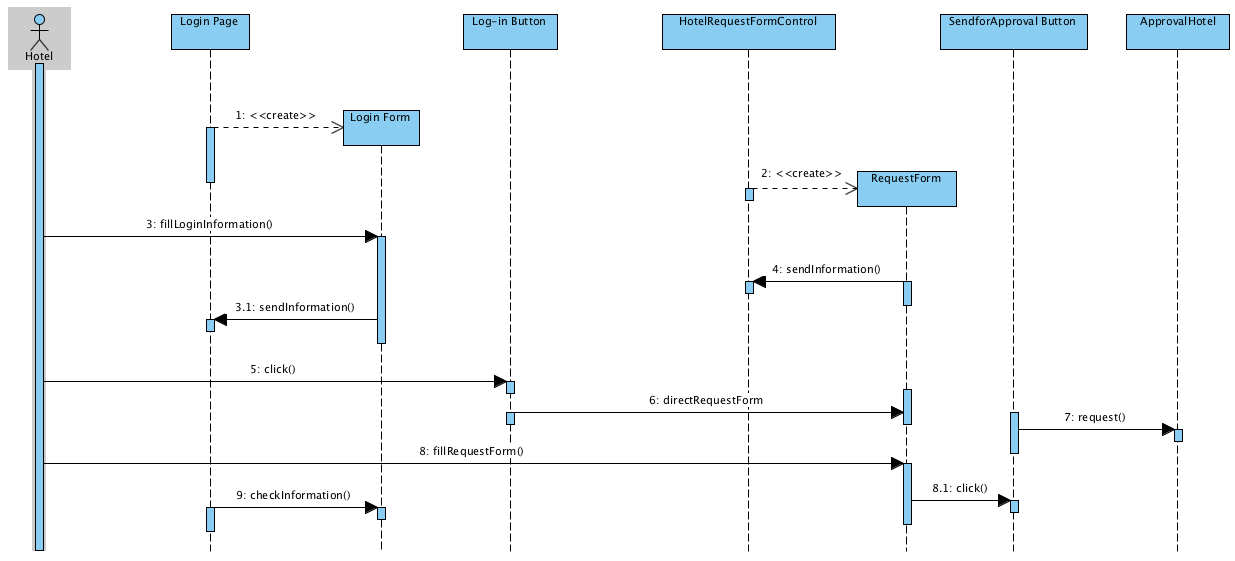 Login Page
Log-in Button
HotelRequestFormControl
SendforApproval Button
ApprovalHotel
Hotel
1: <<create>>
Login Form
2: <<create>>
RequestForm
3: fillLoginInformation()
4: sendInformation()
3.1: sendInformation()
5: click()
6: directRequestForm
7: request()
8: fillRequestForm()
8.1: click()
9: checkInformation()